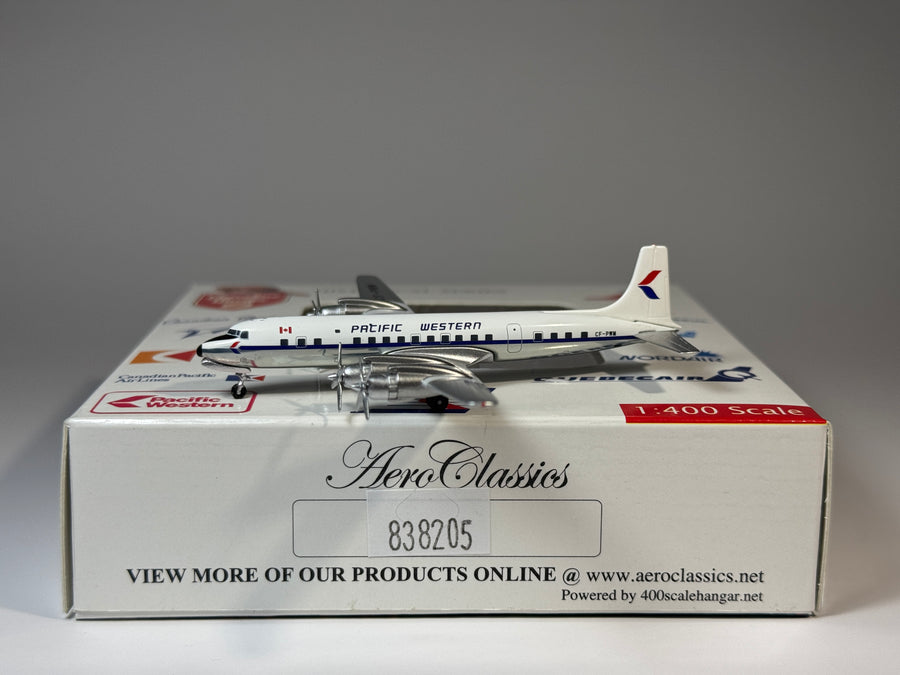 PACIFIC WESTERN
CF-PWM
NORDAIR
Canadian Pacific
Air Lines
QUEBECAIR
Pacific
Western
1:400 Scale
AeroClassics
838205
VIEW MORE OF OUR PRODUCTS ONLINE @ www.aeroclassics.net
Powered by 400scalehangar.net